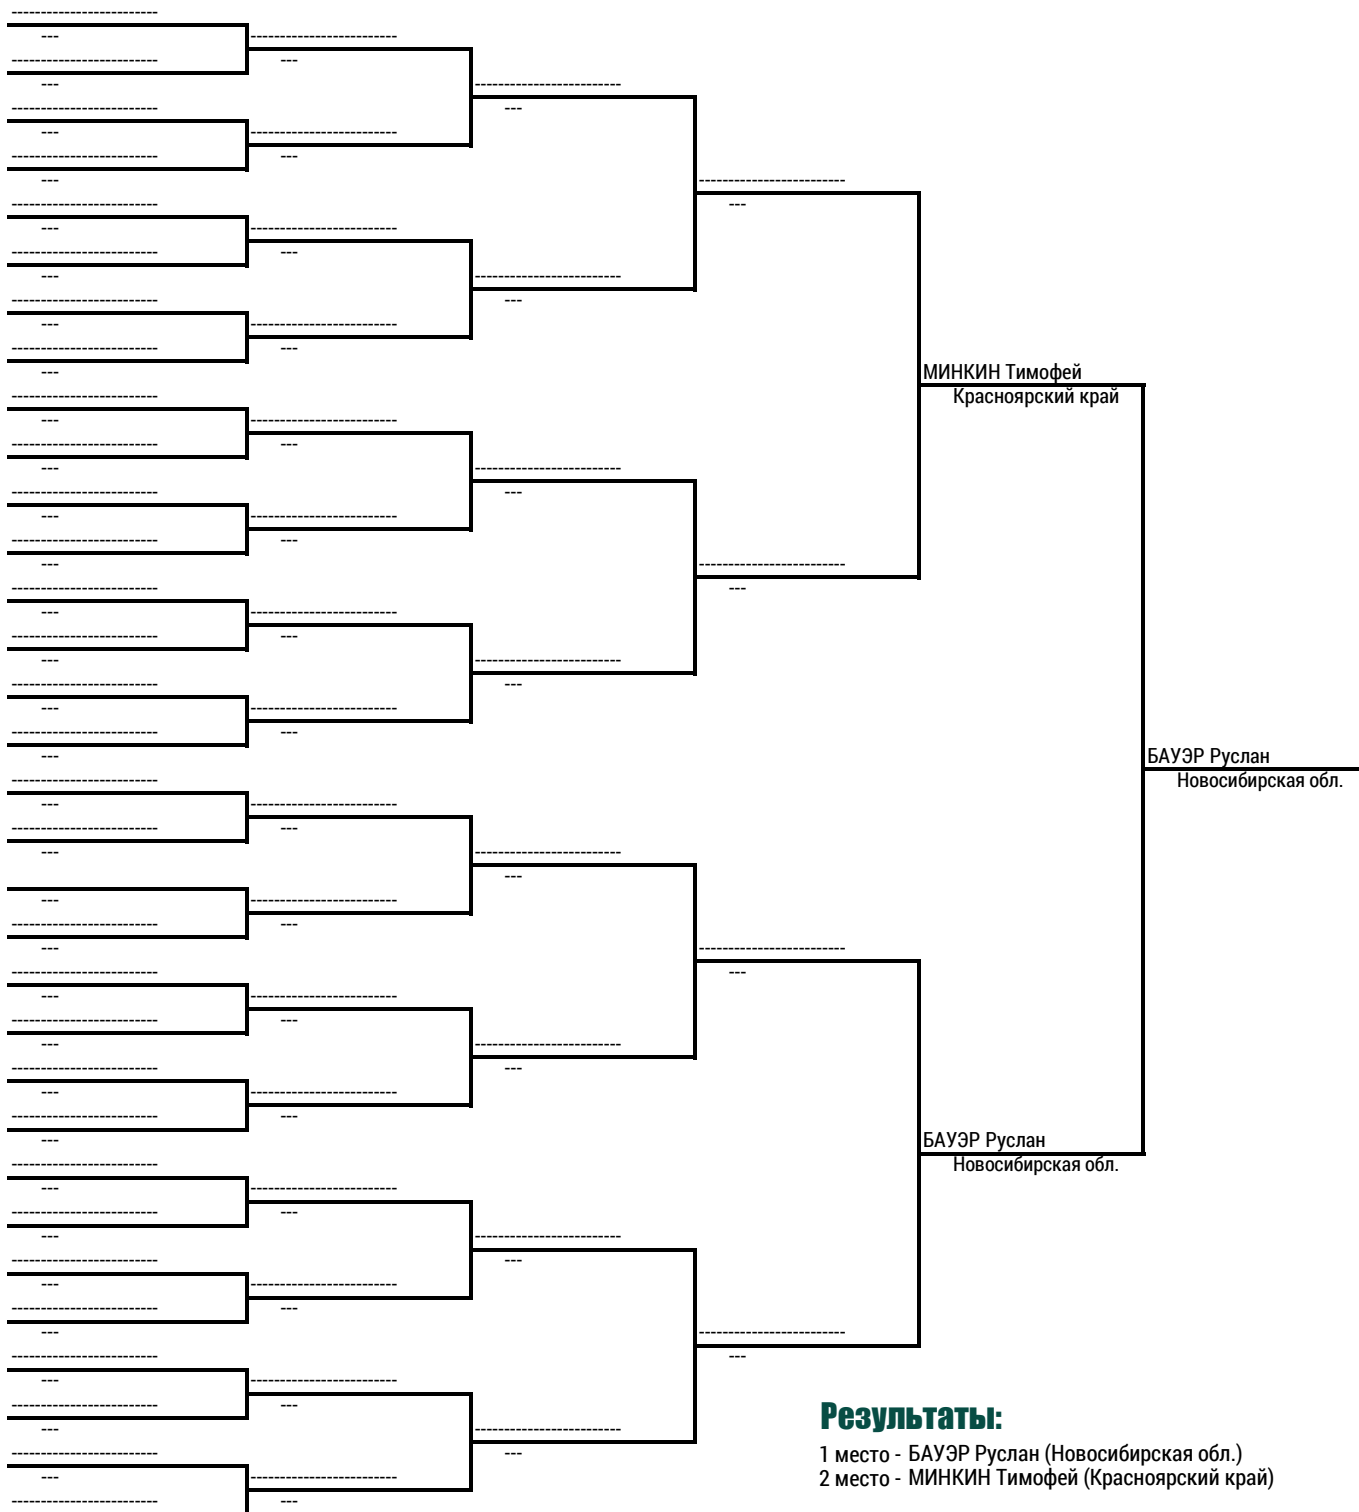 МИНКИН Тимофей
Красноярский край
БАУЭР Руслан
Новосибирская обл.
БАУЭР Руслан
Новосибирская обл.
Результаты:
1 место - БАУЭР Руслан (Новосибирская обл.)
2 место - МИНКИН Тимофей (Красноярский край)